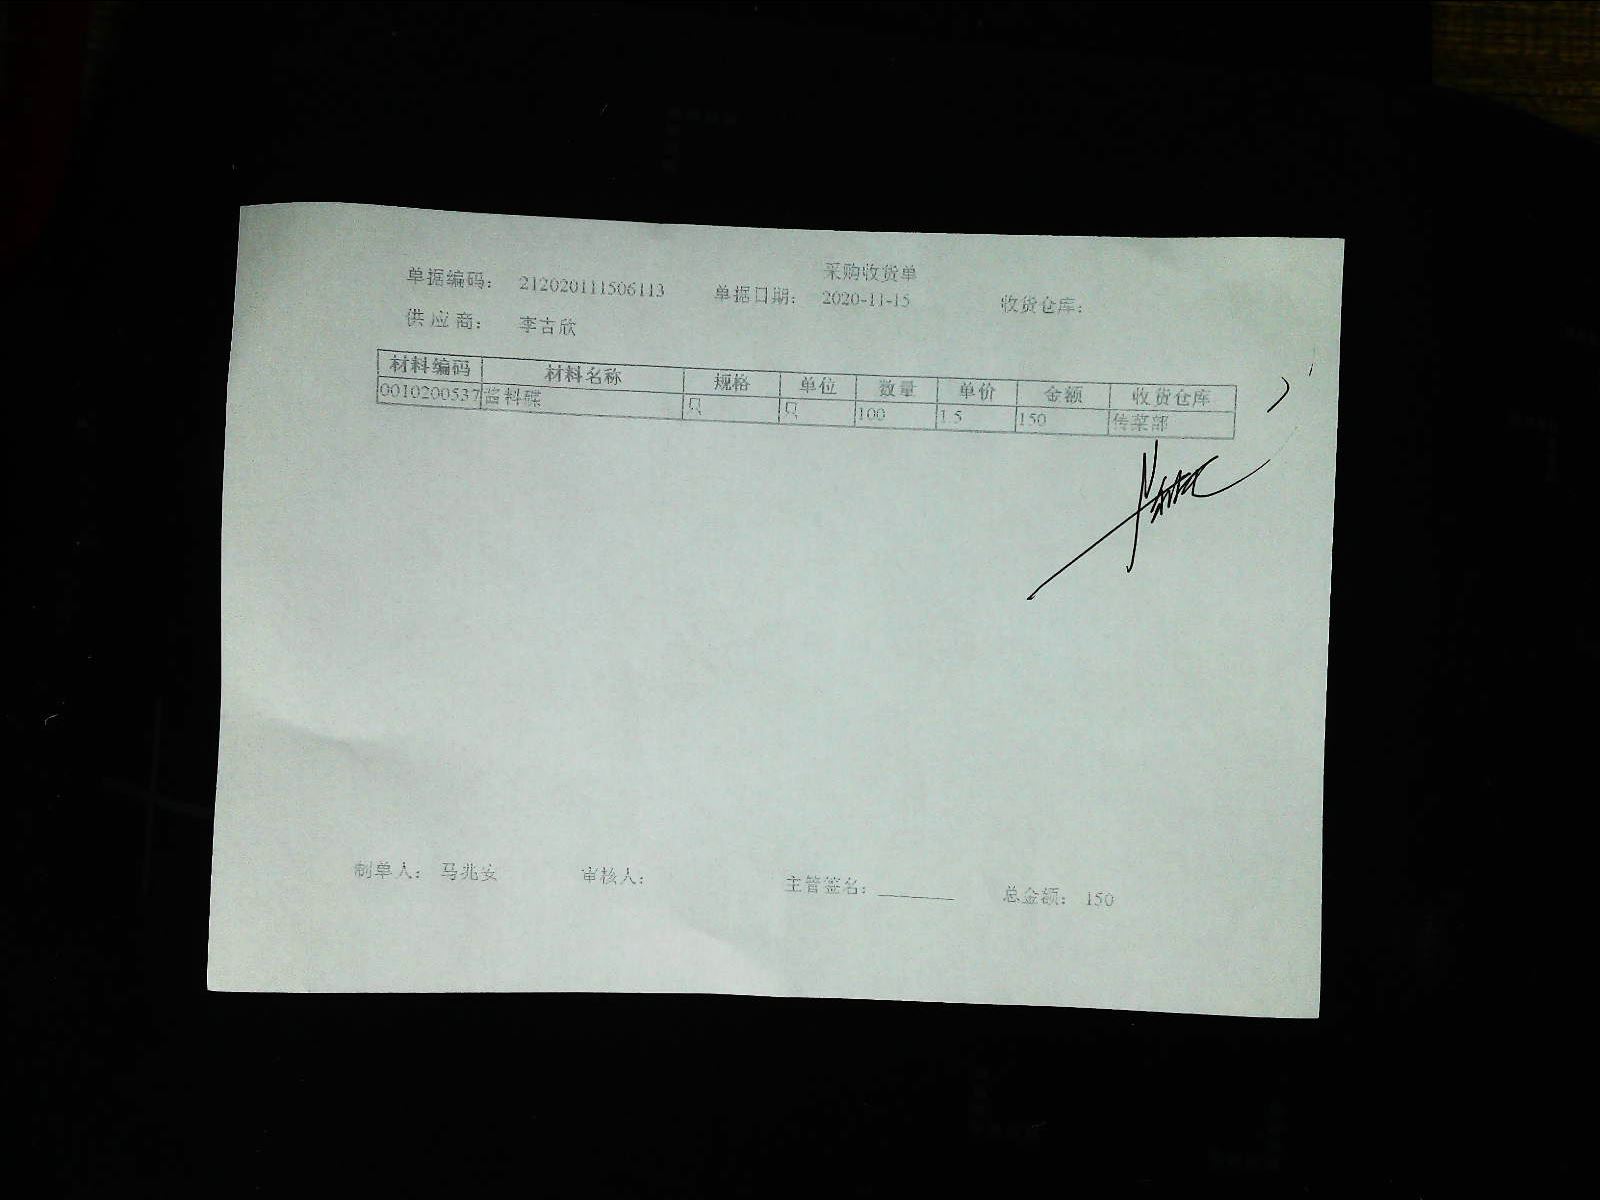 采购收货单
单据编码： 212020111506113 单据日期： 2020-11-15 收货仓库：
供应商： 李古欣
材料编码 材料名称 规格 单位 数量 单价 金额 收货仓库
0010200537 酱料碟 只 只 100 1.5 150 传菜部
制单人： 马兆安 审核人： 主管签名： 总金额： 150